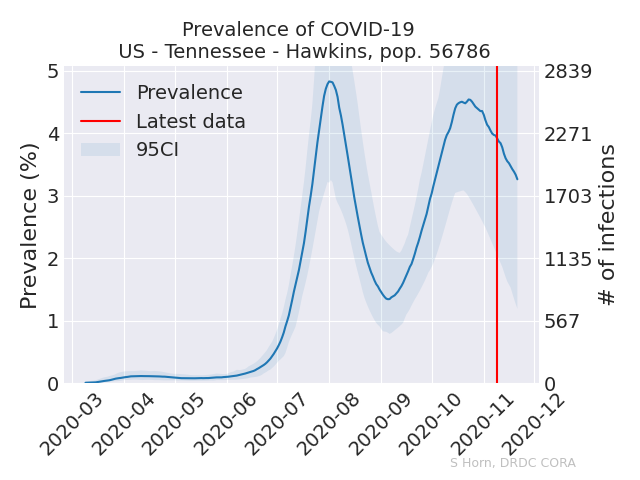 Prevalence of COVID-19
US - Tennessee - Hawkins, pop. 56786
Prevalence
Latest data
95CI
Prevalence (%)
5
4
3
2
1
0
2839
2271
1703
1135
567
0
# of infections
2020-03
2020-04
2020-05
2020-06
2020-07
2020-08
2020-09
2020-10
2020-11
2020-12
S Horn, DRDC CORA